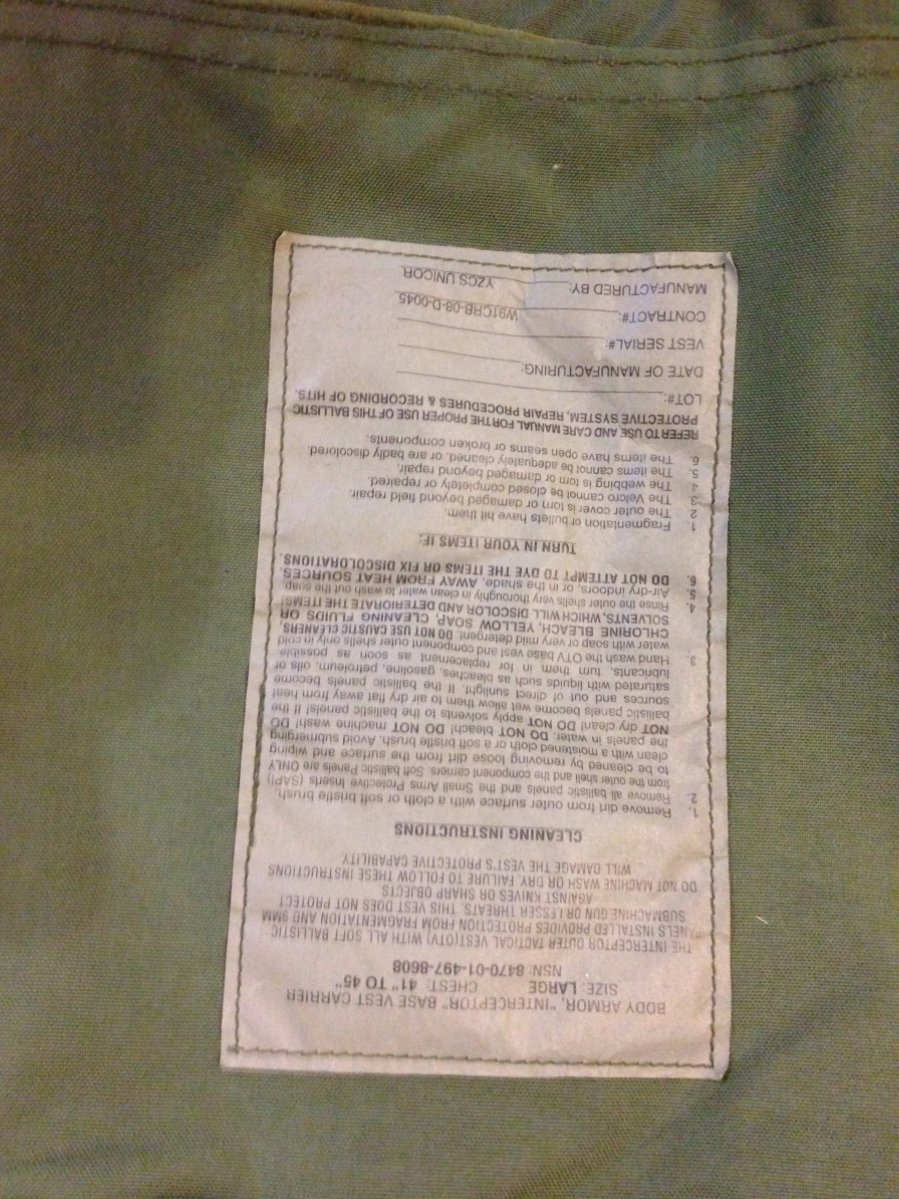 BODY ARMOR, "INTERCEPTOR" BASE VEST CARRIER
SIZE: LARGE CHEST: 41" TO 45"
NSN: 8470-01-497-8608
THE INTERCEPTOR OUTER TACTICAL VEST(OTV) WITH ALL SOFT BALLISTIC
PANELS INSTALLED PROVIDES PROTECTION FROM FRAGMENTATION AND 9MM
SUBMACHINE GUN OR LESSER THREATS. THIS VEST DOES NOT PROTECT
AGAINST KNIVES OR SHARP OBJECTS
DO NOT MACHINE WASH OR DRY. FAILURE TO FOLLOW THESE INSTRUCTIONS
WILL DAMAGE THE VEST'S PROTECTIVE CAPABILITY
CLEANING INSTRUCTIONS
1. Remove dirt from outer surface with a cloth or soft bristle brush.
2 Remove all ballistic panels and the Small Arms Protective Inserts (SAPI)
from the outer shell and the component carriers. Soft ballistic Panels are ONLY
to be cleaned by removing loose dirt from the surface and wiping
clean with a moistened cloth or a soft bristle brush. Avoid submerging
the panels in water. DO NOT bleach! DO NOT machine wash! DO
NOT dry clean! DO NOT apply solvents to the ballistic panels! If the
ballistic panels become wet allow them to air dry flat away from heat
sources and out of direct sunlight. If the ballistic panels become
saturated with liquids such as bleaches, gasoline, petroleum, oils or
lubricants, turn them in for replacement as soon as possible.
3 Hand wash the OTV base vest and component outer shells only in cold
water with soap or very mild detergent. DO NOT USE CAUSTIC CLEANERS,
CHLORINE BLEACH, YELLOW SOAP, CLEANING FLUIDS OR
SOLVENTS, WHICH WILL DISCOLOR AND DETERIORATE THE ITEMS!
4. Rinse the outer shells very thoroughly in clean water to wash out the soap.
5. Air-dry indoors, or in the shade, AWAY FROM HEAT SOURCES.
6. DO NOT ATTEMPT TO DYE THE ITEMS OR FIX DISCOLORATIONS.
TURN IN YOUR ITEMS IF:
1 Fragmentation or bullets have hit them.
2 The outer cover is torn or damaged beyond field repair.
3 The Velcro cannot be closed completely or repaired.
4 The webbing is torn or damaged beyond repair.
5. The items cannot be adequately cleaned, or are badly discolored.
6 The items have open seams or broken components.
REFER TO USE AND CARE MANUAL FOR THE PROPER USE OF THIS BALLISTIC
PROTECTIVE SYSTEM, REPAIR PROCEDURES & RECORDING OF HITS.
LOT#:
DATE OF MANUFACTURING:
VEST SERIAL#:
CONTRACT#: W91CRB-08-D-0045
MANUFACTURED BY: YZCS UNICOR